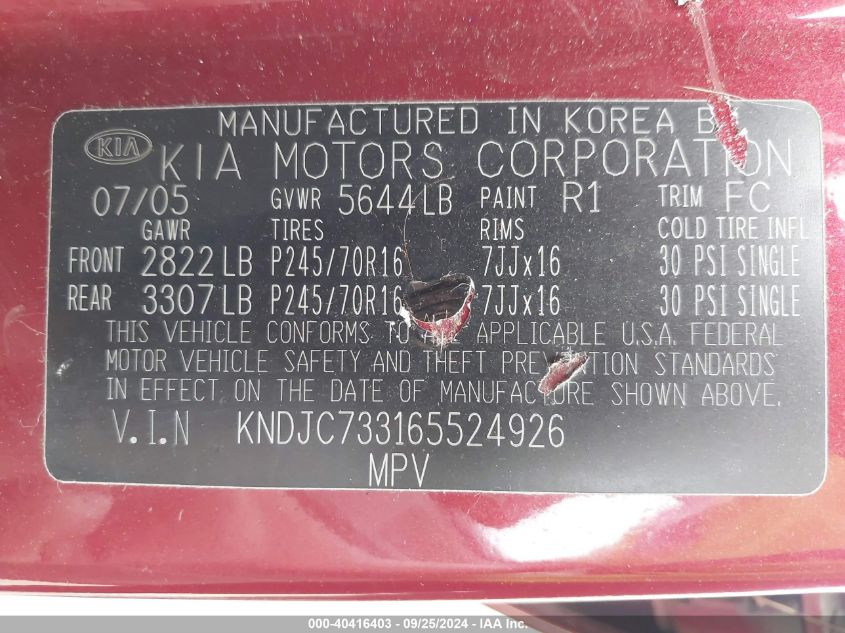 MANUFACTURED IN KOREA
KIA KIA MOTORS CORPORATION
07/05 GVWR 5644LB PAINT R1 TRIM FC
GAWR TIRES RIMS COLD TIRE INFL
FRONT 2822LB P245/70R16 7JJx16 30 PSI SINGLE
REAR 3307LB P245/70R16 7JJx16 30 PSI SINGLE
THIS VEHICLE CONFORMS TO APPLICABLE U.S.A. FEDERAL
MOTOR VEHICLE SAFETY AND THEFT PREVENTION STANDARDS
IN EFFECT ON THE DATE OF MANUFACTURE SHOWN ABOVE.
V.I.N KNDJC733165524926
MPV
000-40416403 - 09/25/2024 - IAA Inc.